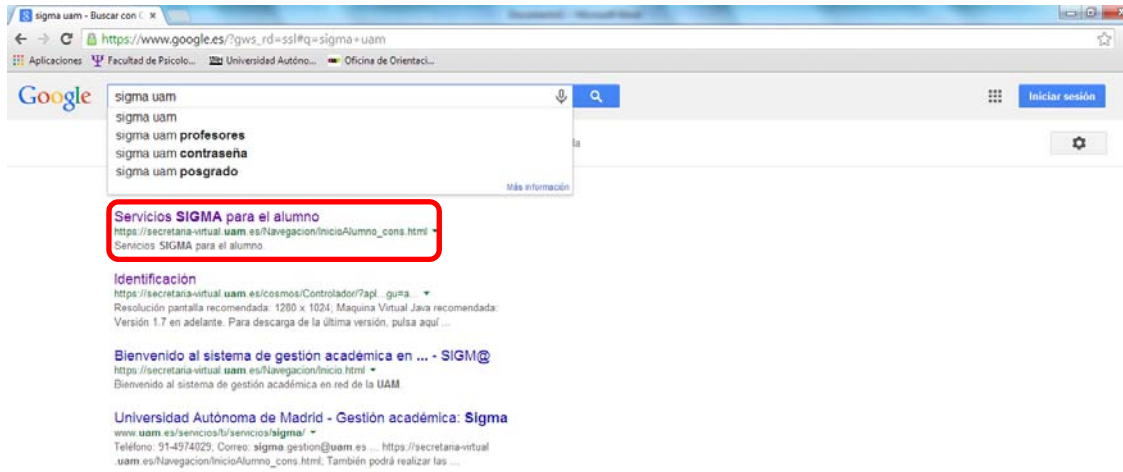 sigma uam - Buscar con
https://www.google.es/?gws_rd=ssl#q=sigma+uam
Aplicaciones Facultad de Psicolo... Universidad Autóno... Oficina de Orientaci...
Google sigma uam Iniciar sesión
sigma uam
sigma uam profesores
sigma uam contraseña
sigma uam posgrado
Más información
Servicios SIGMA para el alumno
https://secretaria-virtual.uam.es/Navegacion/InicioAlumno_cons.html
Servicios SIGMA para el alumno.
Identificación
https://secretaria-virtual.uam.es/cosmos/Controlador/?apl...gu=a...
Resolución pantalla recomendada: 1280 x 1024; Maquina Virtual Java recomendada:
Versión 1.7 en adelante. Para descarga de la última versión, pulsa aquí ...
Bienvenido al sistema de gestión académica en ... - SIGM@
https://secretaria-virtual.uam.es/Navegacion/Inicio.html
Bienvenido al sistema de gestión académica en red de la UAM.
Universidad Autónoma de Madrid - Gestión académica: Sigma
www.uam.es/servicios/ti/servicios/sigma/
Teléfono: 91-4974029; Correo: sigma.gestion@uam.es ... https://secretaria-virtual
.uam.es/Navegacion/InicioAlumno_cons.html; También podrá realizar las ...